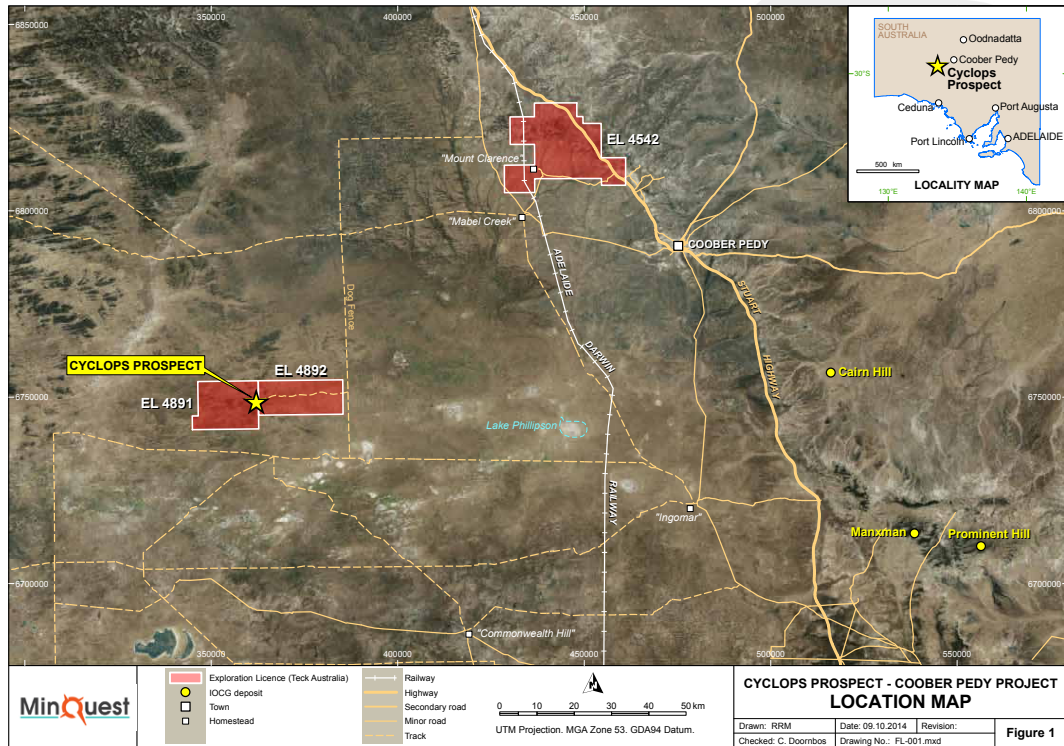 350000
450000
500000
6850000
SOUTH
AUSTRALIA
Oodnadatta
30°S
Coober Pedy
Cyclops
Prospect
Ceduna
Port Augusta
Port Lincoln
ADELAIDE
500 km
LOCALITY MAP
130°E
140°E
EL 4542
"Mount Clarence"
6800000
6800000
"Mabel Creek"
COOBER PEDY
ADELAIDE
DARWIN
RAILWAY
STUART
HIGHWAY
Dog Fence
CYCLOPS PROSPECT
EL 4892
EL 4891
Cairn Hill
6750000
6750000
Lake Phillipson
"Ingomar"
Manxman
Prominent Hill
6700000
6700000
"Commonwealth Hill"
350000
400000
450000
500000
550000
MinQuest
Exploration Licence (Teck Australia)
IOCG deposit
Town
Homestead
Railway
Highway
Secondary road
Minor road
Track
N
0 10 20 30 40 50 km
UTM Projection. MGA Zone 53. GDA94 Datum.
CYCLOPS PROSPECT - COOBER PEDY PROJECT
LOCATION MAP
Drawn: RRM
Date: 09.10.2014
Revision:
Figure 1
Checked: C. Doornbos
Drawing No.: FL-001.mxd